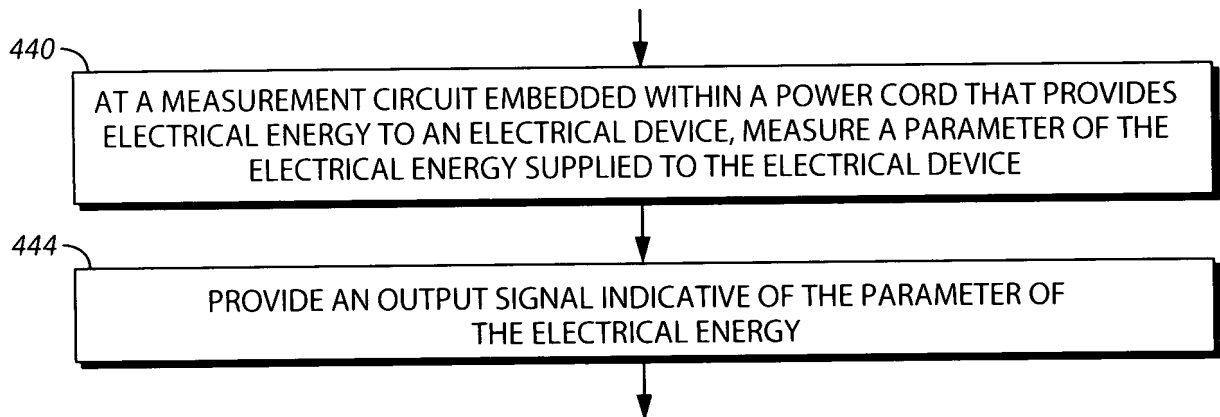 440
AT A MEASUREMENT CIRCUIT EMBEDDED WITHIN A POWER CORD THAT PROVIDES
ELECTRICAL ENERGY TO AN ELECTRICAL DEVICE, MEASURE A PARAMETER OF THE
ELECTRICAL ENERGY SUPPLIED TO THE ELECTRICAL DEVICE
444
PROVIDE AN OUTPUT SIGNAL INDICATIVE OF THE PARAMETER OF
THE ELECTRICAL ENERGY